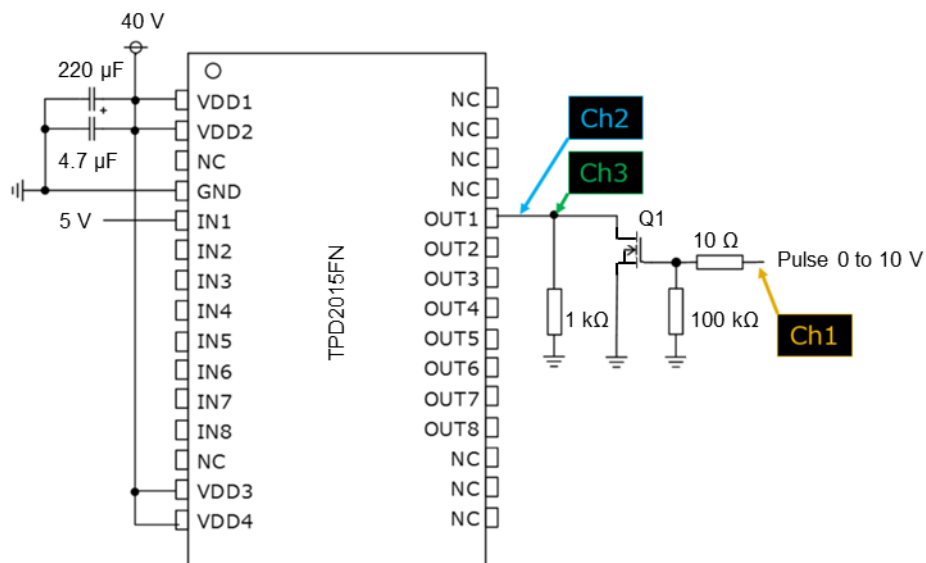 40 V
220 µF
+
4.7 µF
VDD1
VDD2
NC
GND
5 V
IN1
IN2
IN3
IN4
IN5
IN6
IN7
IN8
NC
VDD3
VDD4
TPD2015FN
NC
NC
NC
NC
OUT1
OUT2
OUT3
OUT4
OUT5
OUT6
OUT7
OUT8
NC
NC
NC
Ch2
Ch3
Q1
10 Ω
Pulse 0 to 10 V
1 kΩ
100 kΩ
Ch1